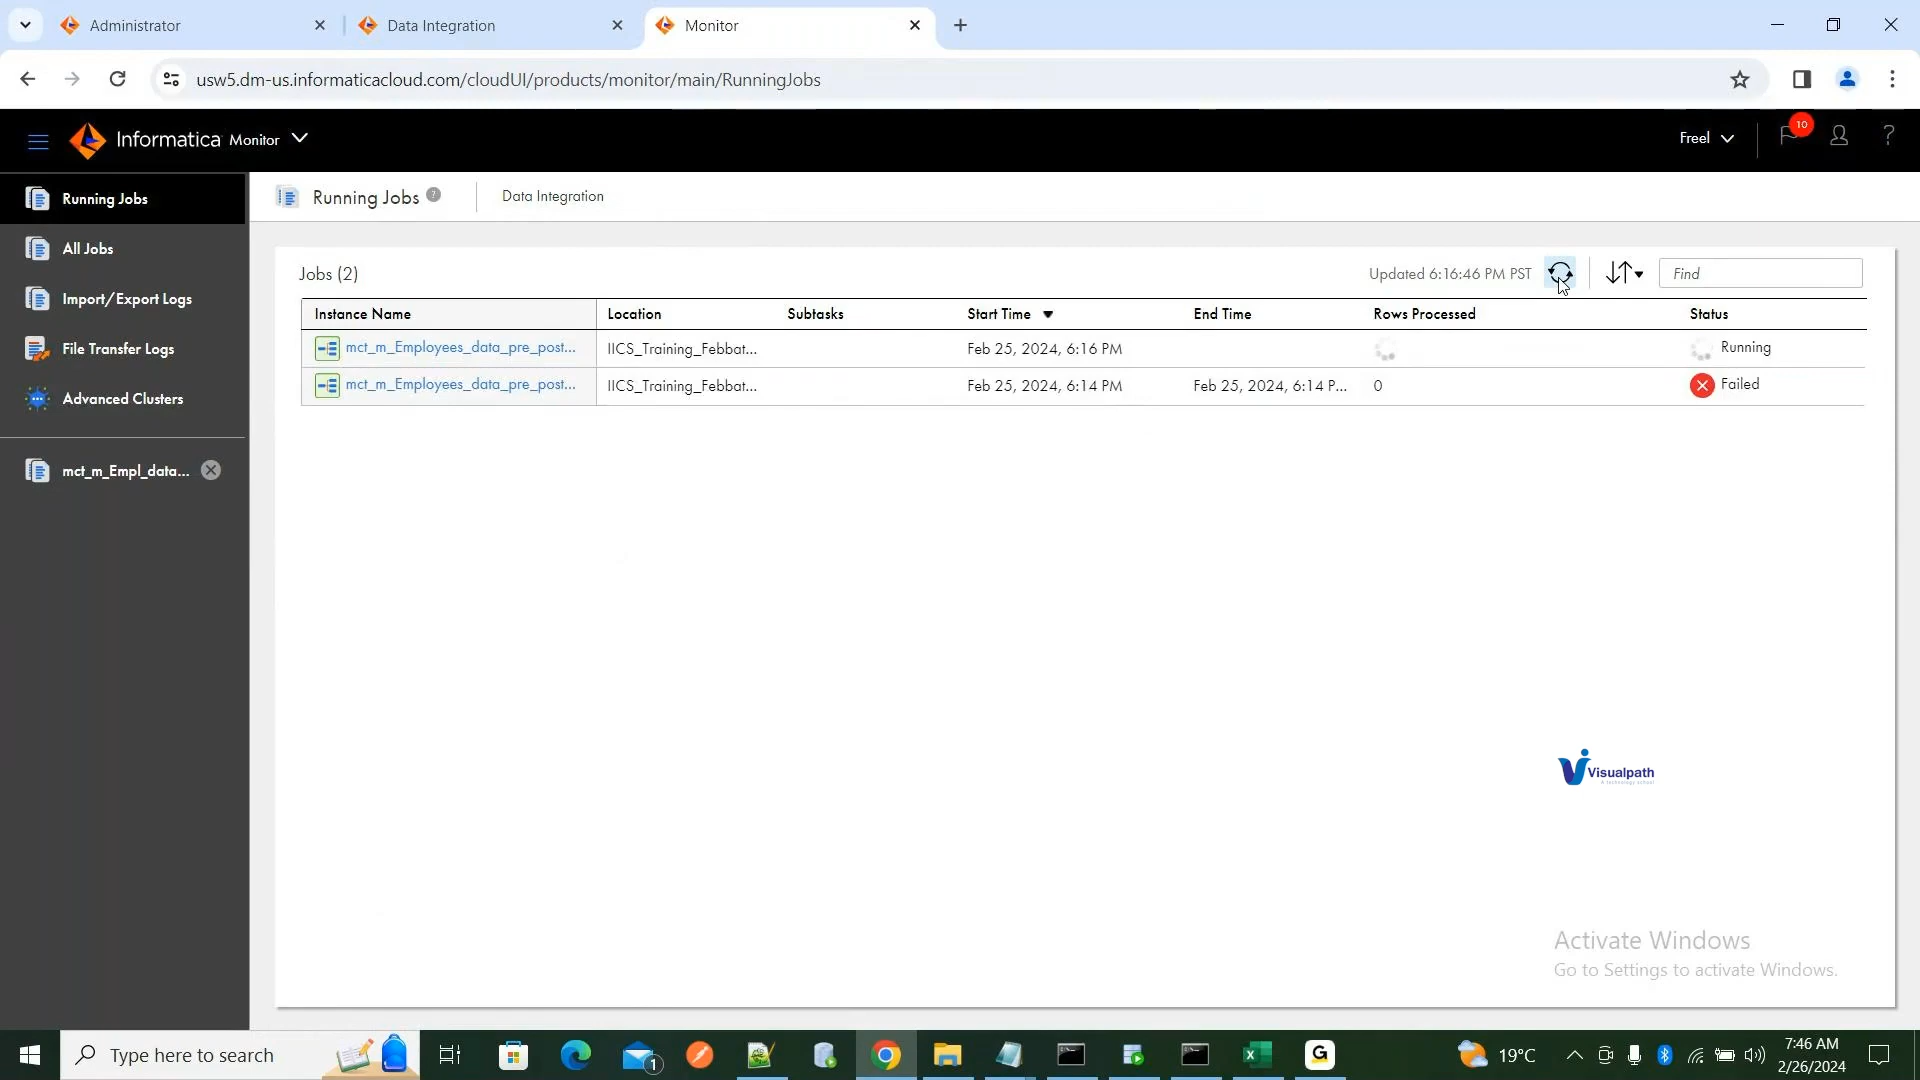 Administrator
Data Integration
Monitor
usw5.dm-us.informaticacloud.com/cloudUI/products/monitor/main/RunningJobs
Informatica Monitor
Freel
10
?
Running Jobs
All Jobs
Import/Export Logs
File Transfer Logs
Advanced Clusters
mct_m_Empl_data...
Running Jobs ?
Data Integration
Jobs (2)
Updated 6:16:46 PM PST
Find
Instance Name Location Subtasks Start Time End Time Rows Processed Status
mct_m_Employees_data_pre_post... IICS_Training_Febbat... Feb 25, 2024, 6:16 PM Running
mct_m_Employees_data_pre_post... IICS_Training_Febbat... Feb 25, 2024, 6:14 PM Feb 25, 2024, 6:14 P... 0 Failed
Visualpath
Activate Windows
Go to Settings to activate Windows.
Type here to search
1
G
19°C
7:46 AM
2/26/2024